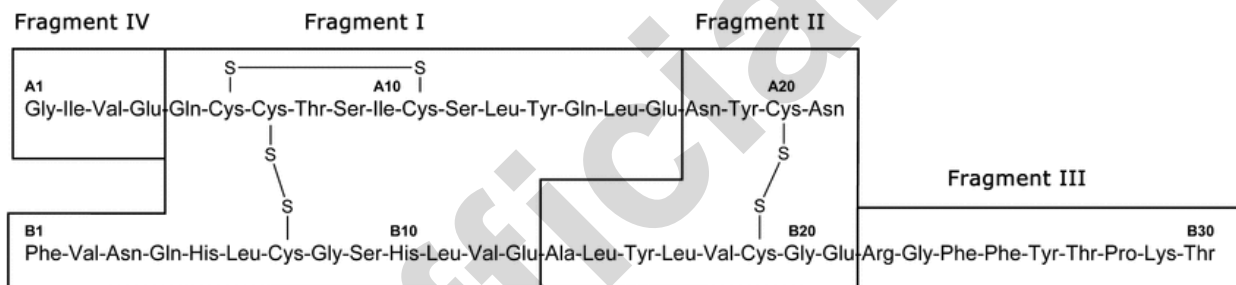 Fragment IV Fragment I Fragment II
S S
A1 A10 A20
Gly-Ile-Val-Glu-Gln-Cys-Cys-Thr-Ser-Ile-Cys-Ser-Leu-Tyr-Gln-Leu-Glu-Asn-Tyr-Cys-Asn
S S
Fragment III
S S
B1 B10 B20 B30
Phe-Val-Asn-Gln-His-Leu-Cys-Gly-Ser-His-Leu-Val-Glu-Ala-Leu-Tyr-Leu-Val-Cys-Gly-Glu-Arg-Gly-Phe-Phe-Tyr-Thr-Pro-Lys-Thr
fficial